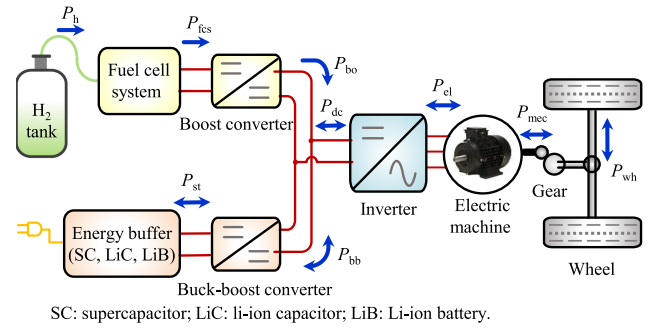 P_h
H_2
tank
Fuel cell
system
P_fcs
Boost converter
P_bo
P_dc
P_el
P_mec
P_wh
Inverter
Electric
machine
Gear
Wheel
P_st
Energy buffer
(SC, LiC, LiB)
P_bb
Buck-boost converter
SC: supercapacitor; LiC: li-ion capacitor; LiB: Li-ion battery.